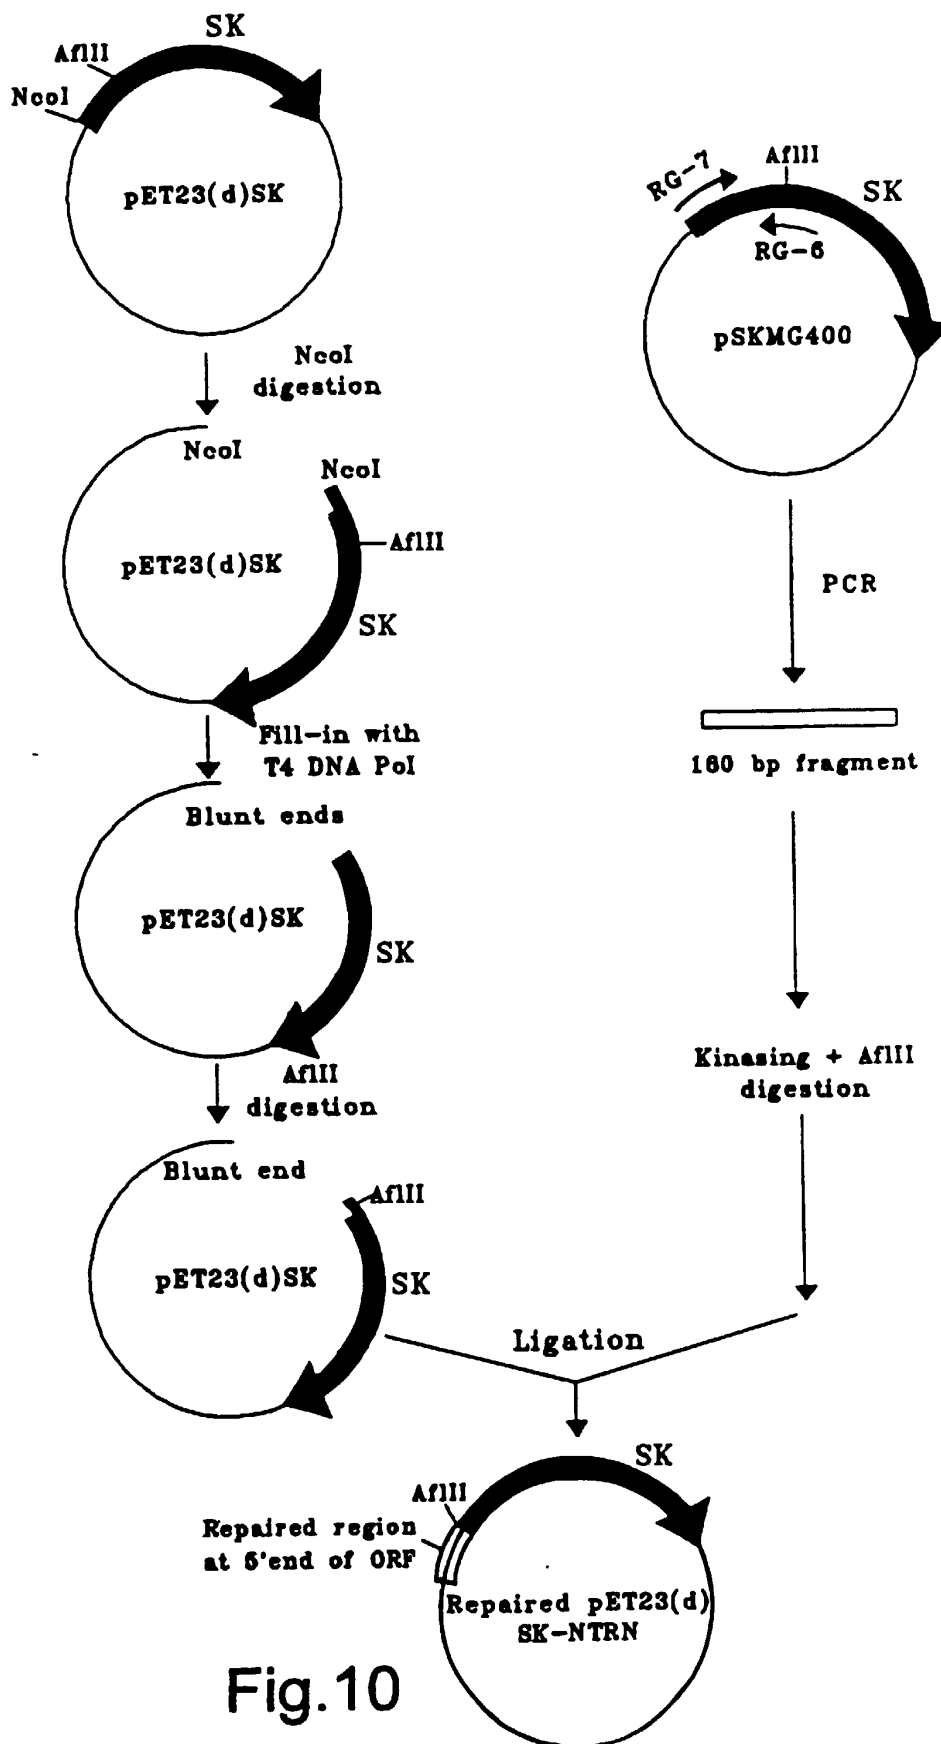 SK
AflII
NcoI
pET23(d)SK
NcoI
digestion
NcoI
NcoI
AflII
pET23(d)SK
SK
Fill-in with
T4 DNA Pol
Blunt ends
pET23(d)SK
SK
AflII
digestion
Blunt end
AflII
pET23(d)SK
SK
RG-7
AflII
SK
RG-6
pSKMG400
PCR
160 bp fragment
Kinasing + AflII
digestion
Ligation
SK
AflII
Repaired region
at 5'end of ORF
Repaired pET23(d)
SK-NTRN
Fig.10